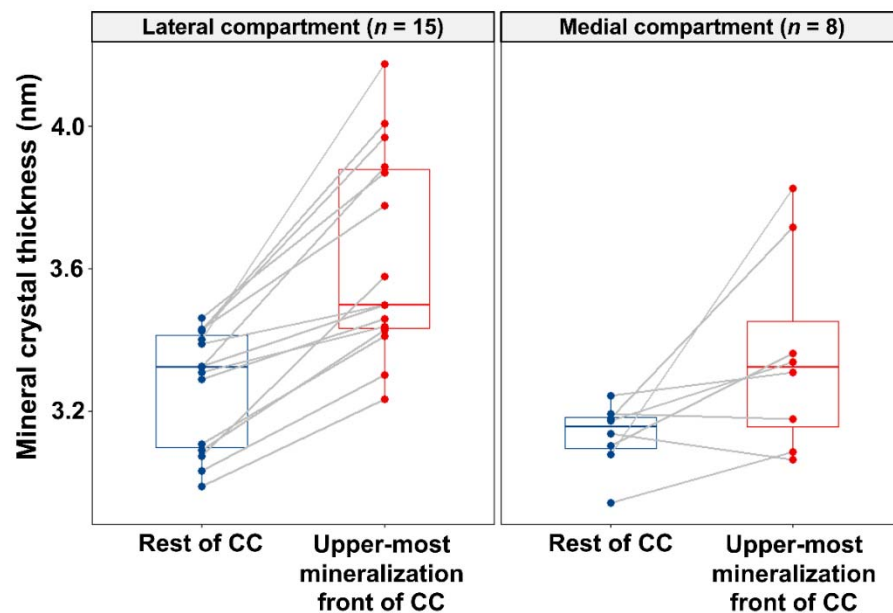 Lateral compartment (n = 15)
Medial compartment (n = 8)
Mineral crystal thickness (nm)
4.0
3.6
3.2
Rest of CC
Upper-most
mineralization
front of CC
Rest of CC
Upper-most
mineralization
front of CC